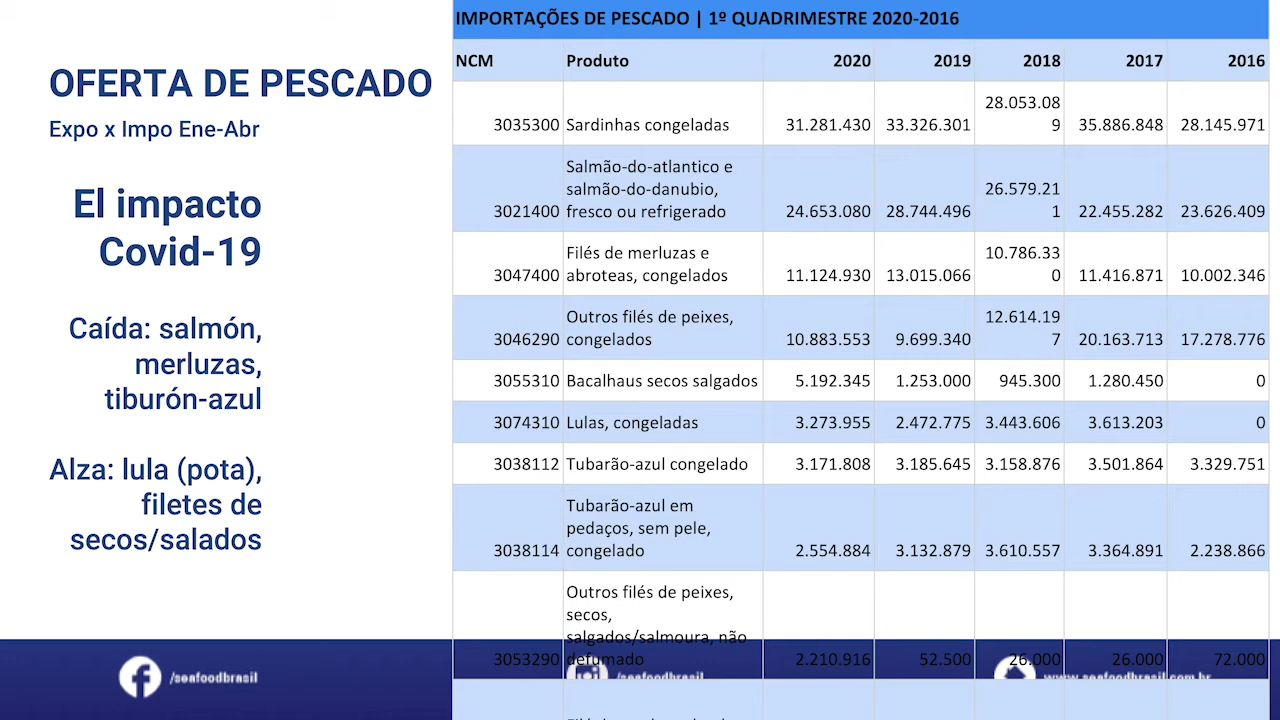 OFERTA DE PESCADO
Expo x Impo Ene-Abr
El impacto
Covid-19
Caída: salmón,
merluzas,
tiburón-azul
Alza: lula (pota),
filetes de
secos/salados
IMPORTAÇÕES DE PESCADO | 1º QUADRIMESTRE 2020-2016
NCM Produto 2020 2019 2018 2017 2016
28.053.08
3035300 Sardinhas congeladas 31.281.430 33.326.301 9 35.886.848 28.145.971
Salmão-do-atlantico e
salmão-do-danubio, 26.579.21
3021400 fresco ou refrigerado 24.653.080 28.744.496 1 22.455.282 23.626.409
Filés de merluzas e 10.786.33
3047400 abroteas, congelados 11.124.930 13.015.066 0 11.416.871 10.002.346
Outros filés de peixes, 12.614.19
3046290 congelados 10.883.553 9.699.340 7 20.163.713 17.278.776
3055310 Bacalhaus secos salgados 5.192.345 1.253.000 945.300 1.280.450 0
3074310 Lulas, congeladas 3.273.955 2.472.775 3.443.606 3.613.203 0
3038112 Tubarão-azul congelado 3.171.808 3.185.645 3.158.876 3.501.864 3.329.751
Tubarão-azul em
pedaços, sem pele,
3038114 congelado 2.554.884 3.132.879 3.610.557 3.364.891 2.238.866
Outros filés de peixes,
secos,
salgados/salmoura, não
3053290 defumado 2.210.916 52.500 26.000 26.000 72.000
/seafoodbrasil /seafoodbrasil www.seafoodbrasil.com.br